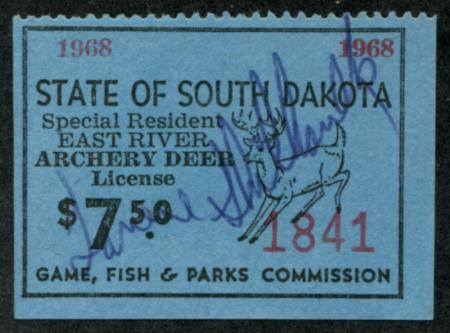 1968 1968
STATE OF SOUTH DAKOTA
Special Resident
EAST RIVER
ARCHERY DEER
License
$7.50
1841
GAME, FISH & PARKS COMMISSION